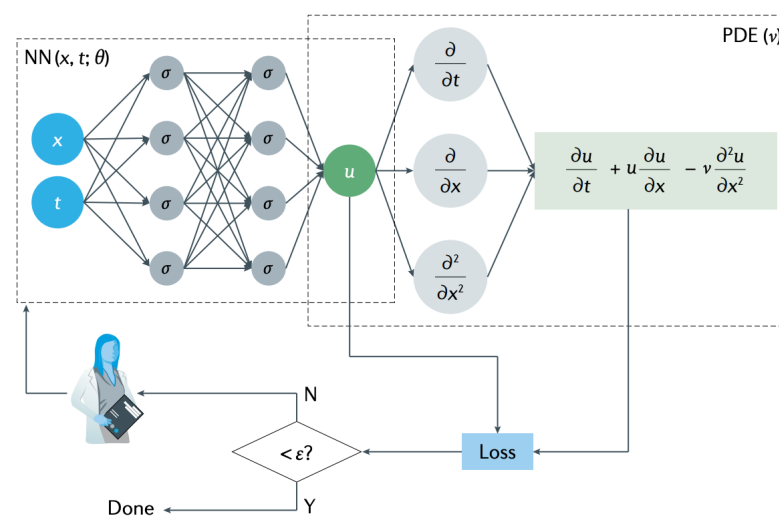 PDE (ν)
NN(x, t; θ)
σ σ
x
σ σ
t
σ σ
σ σ
u
∂/∂t
∂/∂x
∂²/∂x²
∂u/∂t + u ∂u/∂x − ν ∂²u/∂x²
N
< ε?
Loss
Y
Done